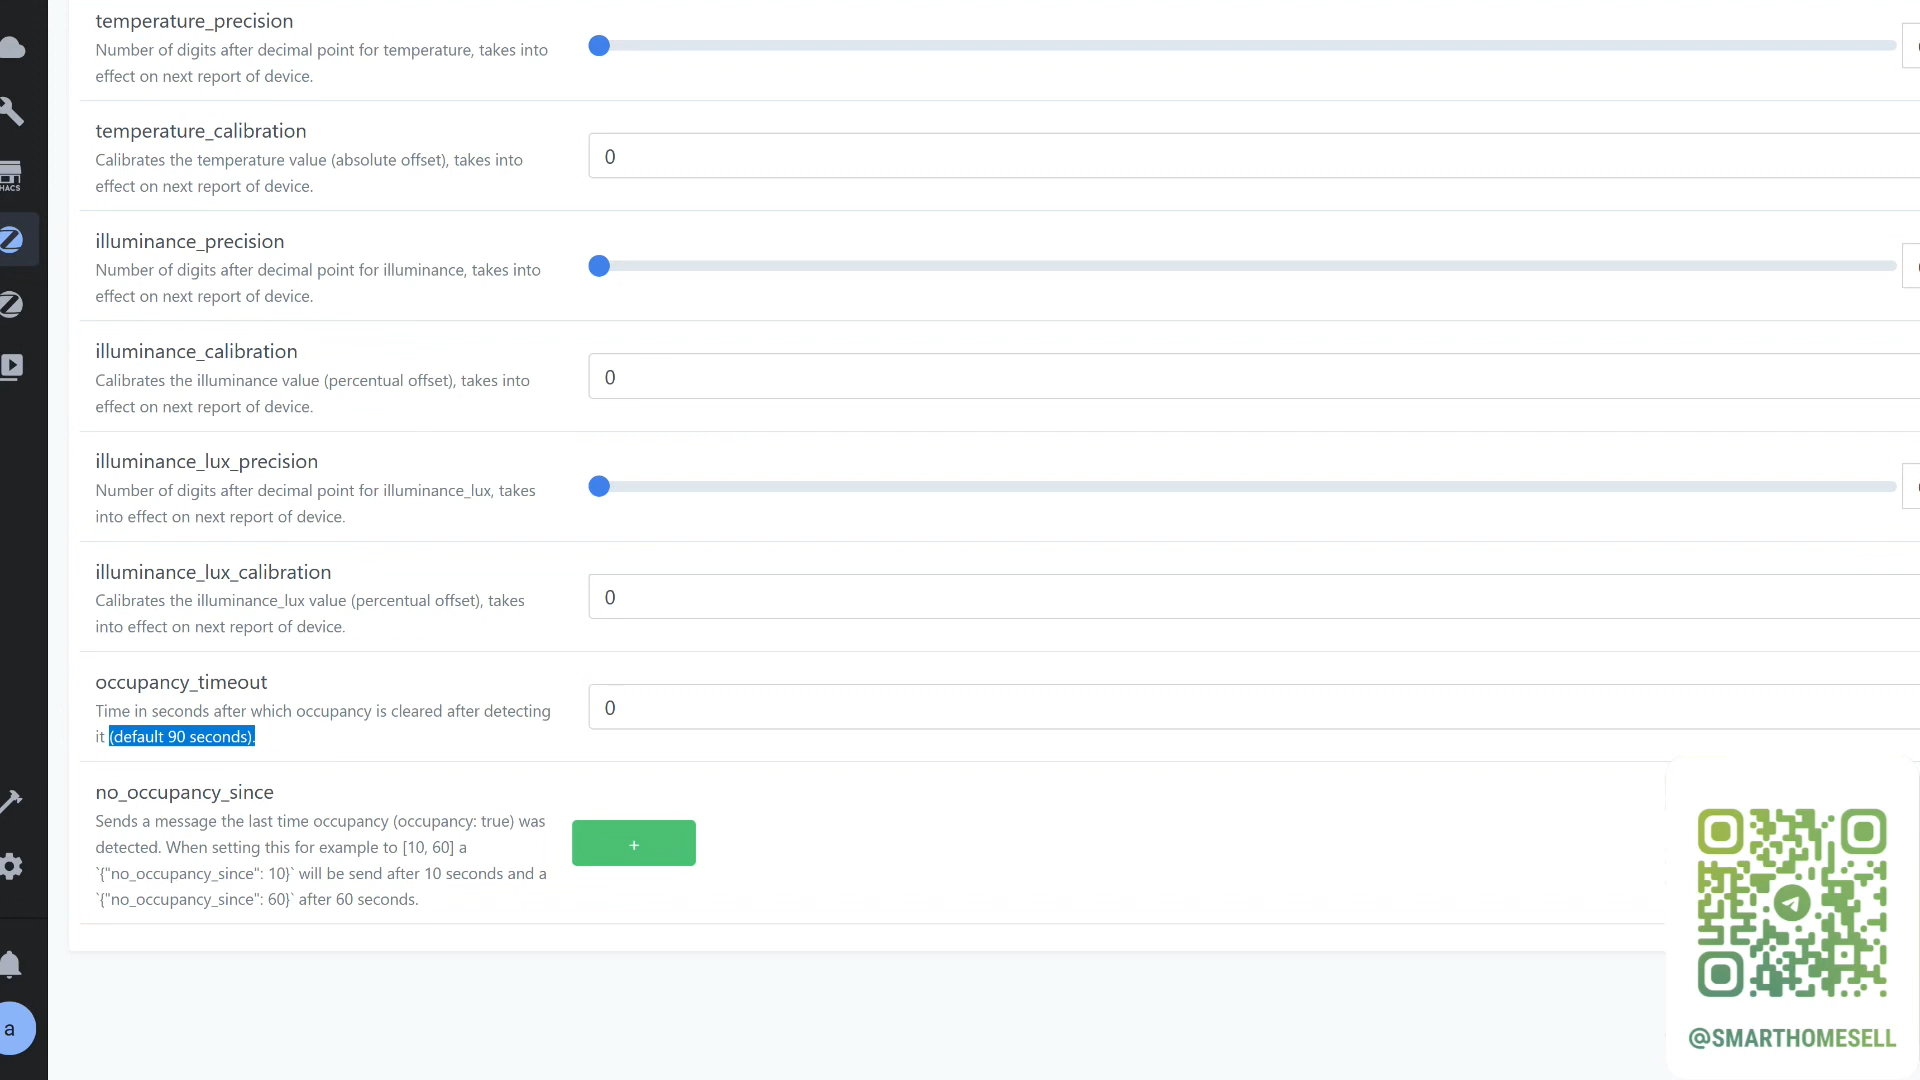 temperature_precision
Number of digits after decimal point for temperature, takes into
effect on next report of device.
temperature_calibration
Calibrates the temperature value (absolute offset), takes into
effect on next report of device.
0
HACS
illuminance_precision
Number of digits after decimal point for illuminance, takes into
effect on next report of device.
illuminance_calibration
Calibrates the illuminance value (percentual offset), takes into
effect on next report of device.
0
illuminance_lux_precision
Number of digits after decimal point for illuminance_lux, takes
into effect on next report of device.
illuminance_lux_calibration
Calibrates the illuminance_lux value (percentual offset), takes
into effect on next report of device.
0
occupancy_timeout
Time in seconds after which occupancy is cleared after detecting
it (default 90 seconds).
0
no_occupancy_since
Sends a message the last time occupancy (occupancy: true) was
detected. When setting this for example to [10, 60] a
`{"no_occupancy_since": 10}` will be send after 10 seconds and a
`{"no_occupancy_since": 60}` after 60 seconds.
+
a
@SMARTHOMESELL